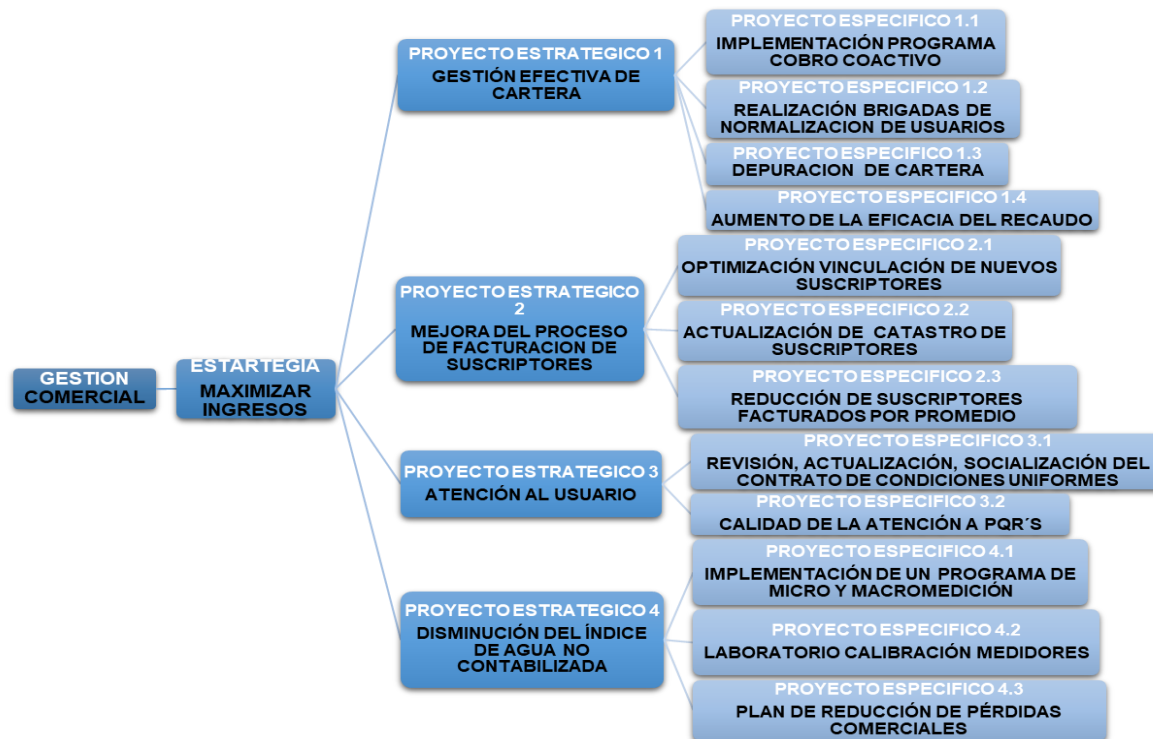 GESTION
COMERCIAL
ESTARTEGIA
MAXIMIZAR
INGRESOS
PROYECTO ESTRATEGICO 1
GESTIÓN EFECTIVA DE
CARTERA
PROYECTO ESPECIFICO 1.1
IMPLEMENTACIÓN PROGRAMA
COBRO COACTIVO
PROYECTO ESPECIFICO 1.2
REALIZACIÓN BRIGADAS DE
NORMALIZACION DE USUARIOS
PROYECTO ESPECIFICO 1.3
DEPURACION DE CARTERA
PROYECTO ESPECIFICO 1.4
AUMENTO DE LA EFICACIA DEL RECAUDO
PROYECTO ESTRATEGICO
2
MEJORA DEL PROCESO
DE FACTURACION DE
SUSCRIPTORES
PROYECTO ESPECIFICO 2.1
OPTIMIZACIÓN VINCULACIÓN DE NUEVOS
SUSCRIPTORES
PROYECTO ESPECIFICO 2.2
ACTUALIZACIÓN DE CATASTRO DE
SUSCRIPTORES
PROYECTO ESPECIFICO 2.3
REDUCCIÓN DE SUSCRIPTORES
FACTURADOS POR PROMEDIO
PROYECTO ESTRATEGICO 3
ATENCIÓN AL USUARIO
PROYECTO ESPECIFICO 3.1
REVISIÓN, ACTUALIZACIÓN, SOCIALIZACIÓN DEL
CONTRATO DE CONDICIONES UNIFORMES
PROYECTO ESPECIFICO 3.2
CALIDAD DE LA ATENCIÓN A PQR´S
PROYECTO ESTRATEGICO 4
DISMINUCIÓN DEL ÍNDICE
DE AGUA NO
CONTABILIZADA
PROYECTO ESPECIFICO 4.1
IMPLEMENTACIÓN DE UN PROGRAMA DE
MICRO Y MACROMEDICIÓN
PROYECTO ESPECIFICO 4.2
LABORATORIO CALIBRACIÓN MEDIDORES
PROYECTO ESPECIFICO 4.3
PLAN DE REDUCCIÓN DE PÉRDIDAS
COMERCIALES